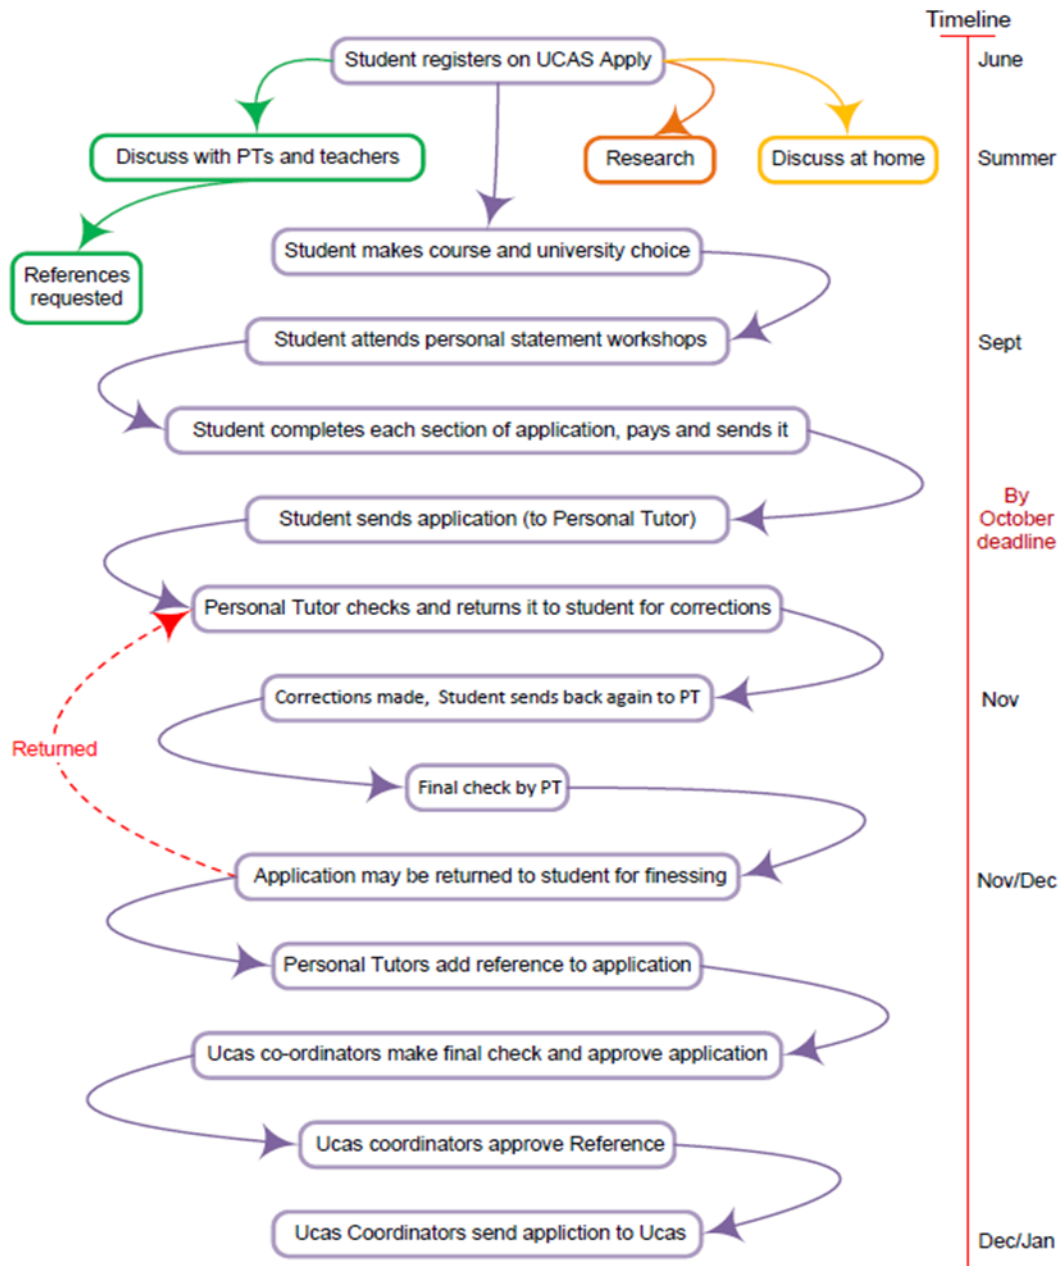 Timeline
Student registers on UCAS Apply
June
Discuss with PTs and teachers
Research
Discuss at home
Summer
Student makes course and university choice
References
requested
Student attends personal statement workshops
Sept
Student completes each section of application, pays and sends it
By
October
deadline
Student sends application (to Personal Tutor)
Personal Tutor checks and returns it to student for corrections
Corrections made, Student sends back again to PT
Nov
Returned
Final check by PT
Application may be returned to student for finessing
Nov/Dec
Personal Tutors add reference to application
Ucas co-ordinators make final check and approve application
Ucas coordinators approve Reference
Ucas Coordinators send appliction to Ucas
Dec/Jan